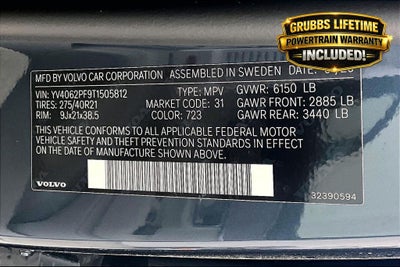 GRUBBS LIFETIME
POWERTRAIN WARRANTY
INCLUDED!
MFD BY VOLVO CAR CORPORATION ASSEMBLED IN SWEDEN
VIN: YV4062PF9T1505812 TYPE: MPV GVWR: 6150 LB
TIRES: 275/40R21 MARKET CODE: 31 GAWR FRONT: 2885 LB
RIM: 9Jx21x38.5 COLOR: 723 GAWR REAR: 3440 LB
THIS VEHICLE CONFORMS TO ALL APPLICABLE FEDERAL MOTOR
VEHICLE SAFETY AND THEFT PREVENTION STANDARDS IN
EFFECT ON THE DATE OF MANUFACTURE SHOWN ABOVE
VOLVO
32390594